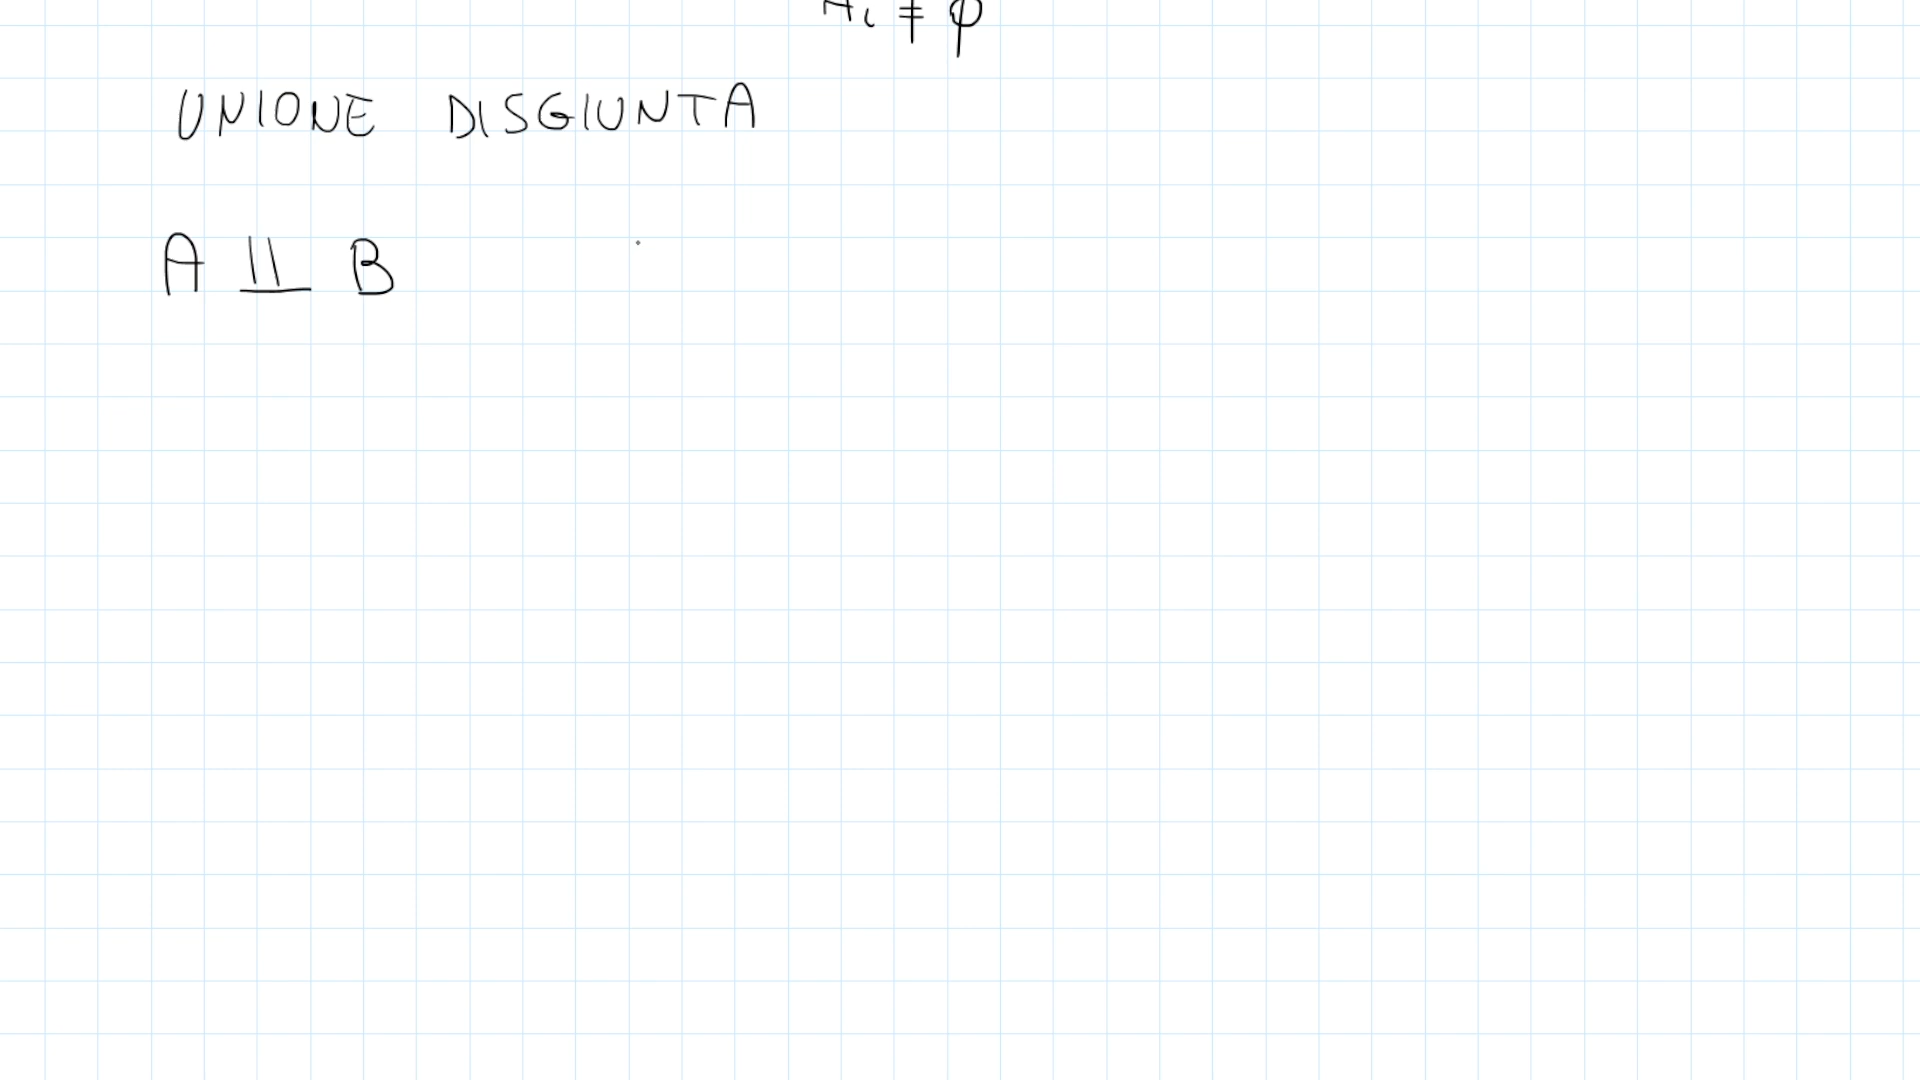 Ai ≠ φ
UNIONE DISGIUNTA
A ⨿ B